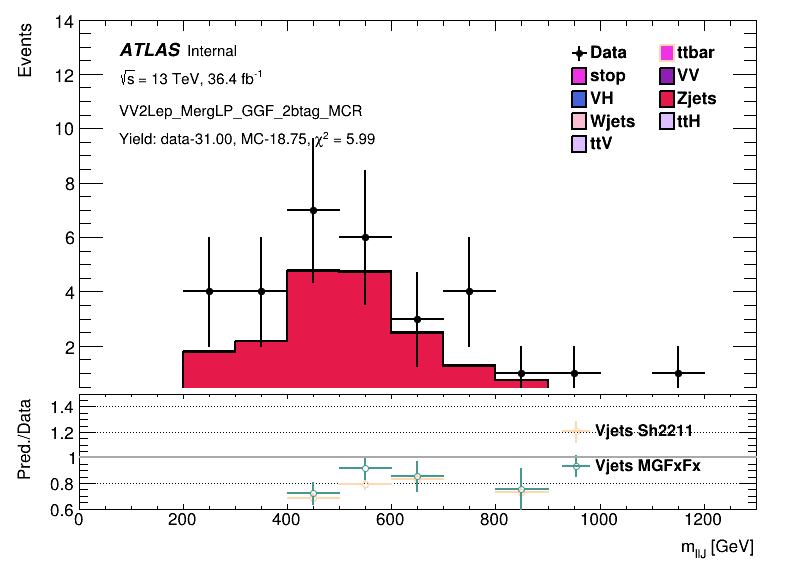 Events
14
12
10
8
6
4
2
ATLAS Internal
√s = 13 TeV, 36.4 fb⁻¹
VV2Lep_MergLP_GGF_2btag_MCR
Yield: data-31.00, MC-18.75, χ² = 5.99
Data
ttbar
stop
VV
VH
Zjets
Wjets
ttH
ttV
Pred./Data
1.4
1.2
1
0.8
0.6
Vjets Sh2211
Vjets MGFxFx
0
200
400
600
800
1000
1200
m_llJ [GeV]